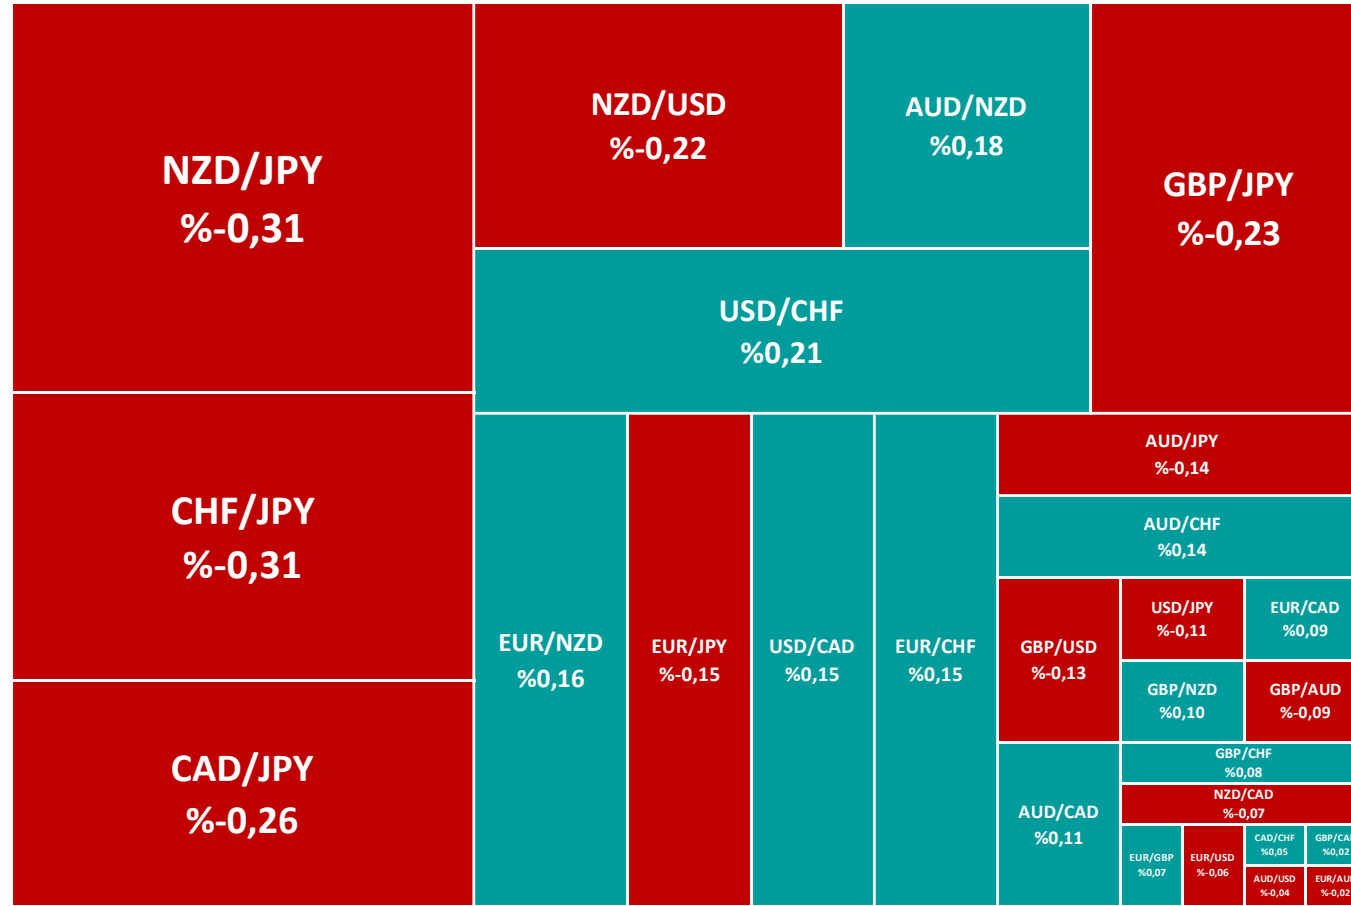 NZD/JPY
%-0,31
CHF/JPY
%-0,31
CAD/JPY
%-0,26
NZD/USD
%-0,22
AUD/NZD
%0,18
USD/CHF
%0,21
GBP/JPY
%-0,23
EUR/NZD
%0,16
EUR/JPY
%-0,15
USD/CAD
%0,15
EUR/CHF
%0,15
AUD/JPY
%-0,14
AUD/CHF
%0,14
GBP/USD
%-0,13
USD/JPY
%-0,11
EUR/CAD
%0,09
GBP/NZD
%0,10
GBP/AUD
%-0,09
AUD/CAD
%0,11
GBP/CHF
%0,08
NZD/CAD
%-0,07
EUR/GBP
%0,07
EUR/USD
%-0,06
CAD/CHF
%0,05
GBP/CA
%0,02
AUD/USD
%-0,04
EUR/AU
%-0,02